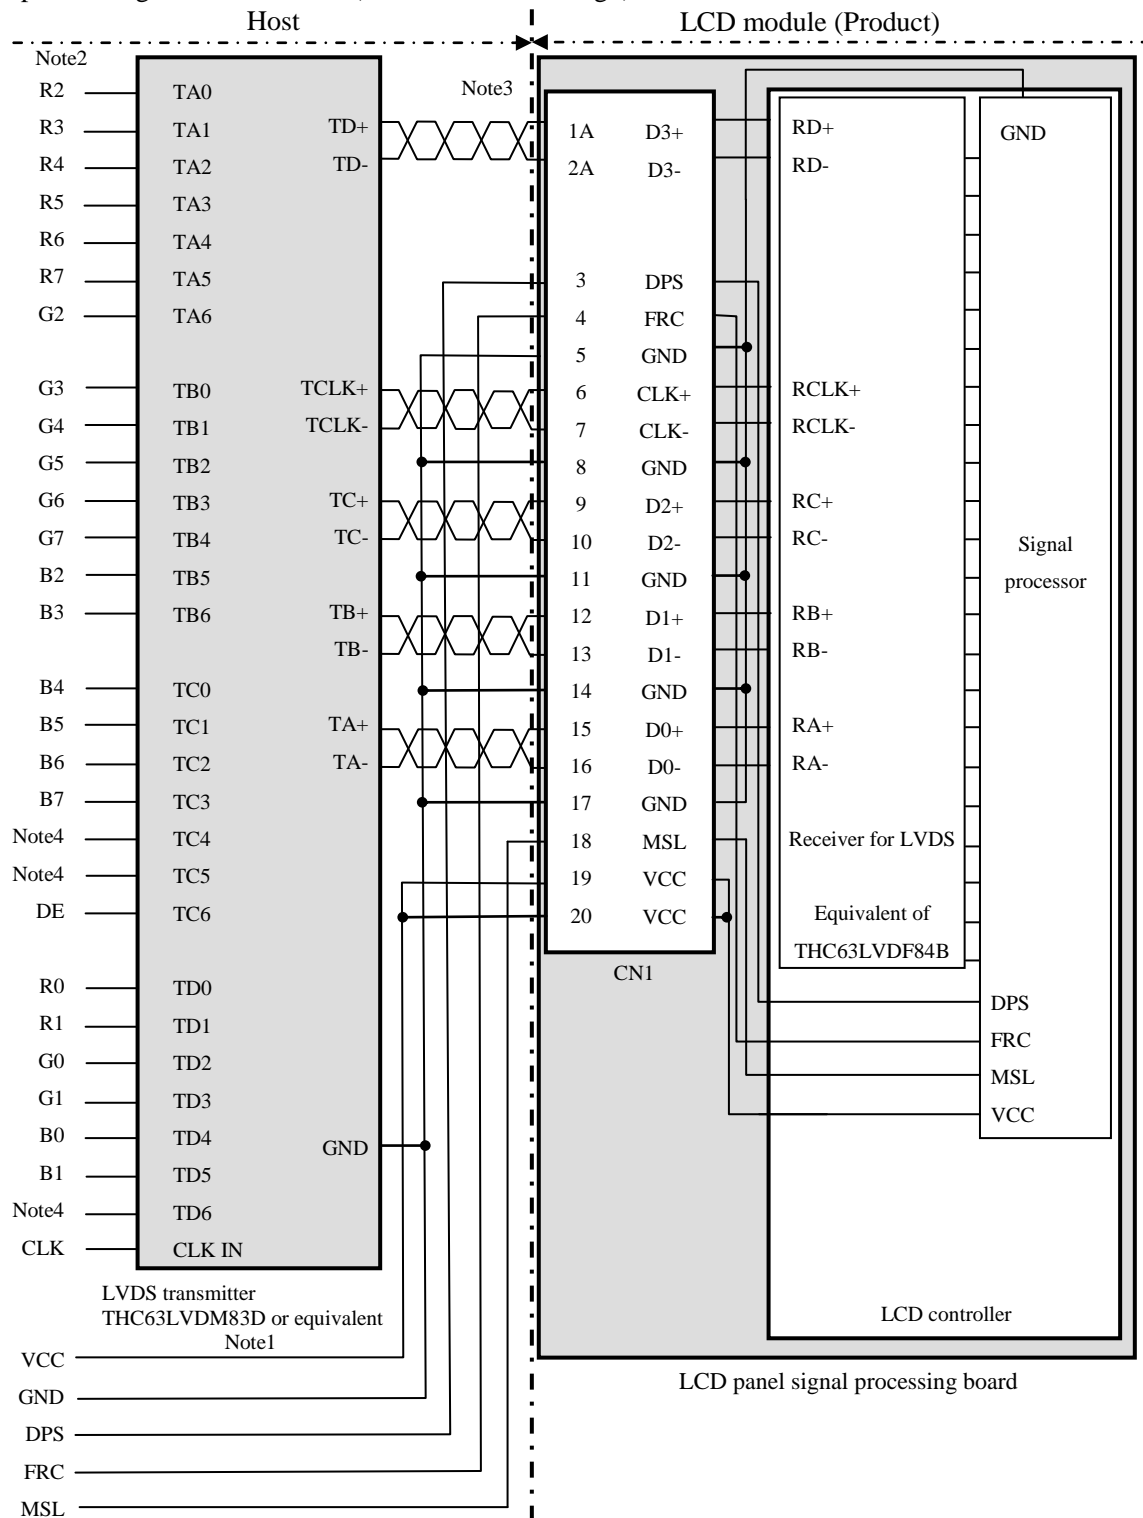 Host
LCD module (Product)
Note2
R2 TA0
R3 TA1
R4 TA2
R5 TA3
R6 TA4
R7 TA5
G2 TA6
G3 TB0
G4 TB1
G5 TB2
G6 TB3
G7 TB4
B2 TB5
B3 TB6
B4 TC0
B5 TC1
B6 TC2
B7 TC3
Note4 TC4
Note4 TC5
DE TC6
R0 TD0
R1 TD1
G0 TD2
G1 TD3
B0 TD4
B1 TD5
Note4 TD6
CLK CLK IN
TD+
TD-
TCLK+
TCLK-
TC+
TC-
TB+
TB-
TA+
TA-
GND
LVDS transmitter
THC63LVDM83D or equivalent
Note1
VCC
GND
DPS
FRC
MSL
Note3
1A D3+
2A D3-
3 DPS
4 FRC
5 GND
6 CLK+
7 CLK-
8 GND
9 D2+
10 D2-
11 GND
12 D1+
13 D1-
14 GND
15 D0+
16 D0-
17 GND
18 MSL
19 VCC
20 VCC
CN1
RD+
RD-
RCLK+
RCLK-
RC+
RC-
RB+
RB-
RA+
RA-
Receiver for LVDS
Equivalent of
THC63LVDF84B
GND
Signal
processor
DPS
FRC
MSL
VCC
LCD controller
LCD panel signal processing board